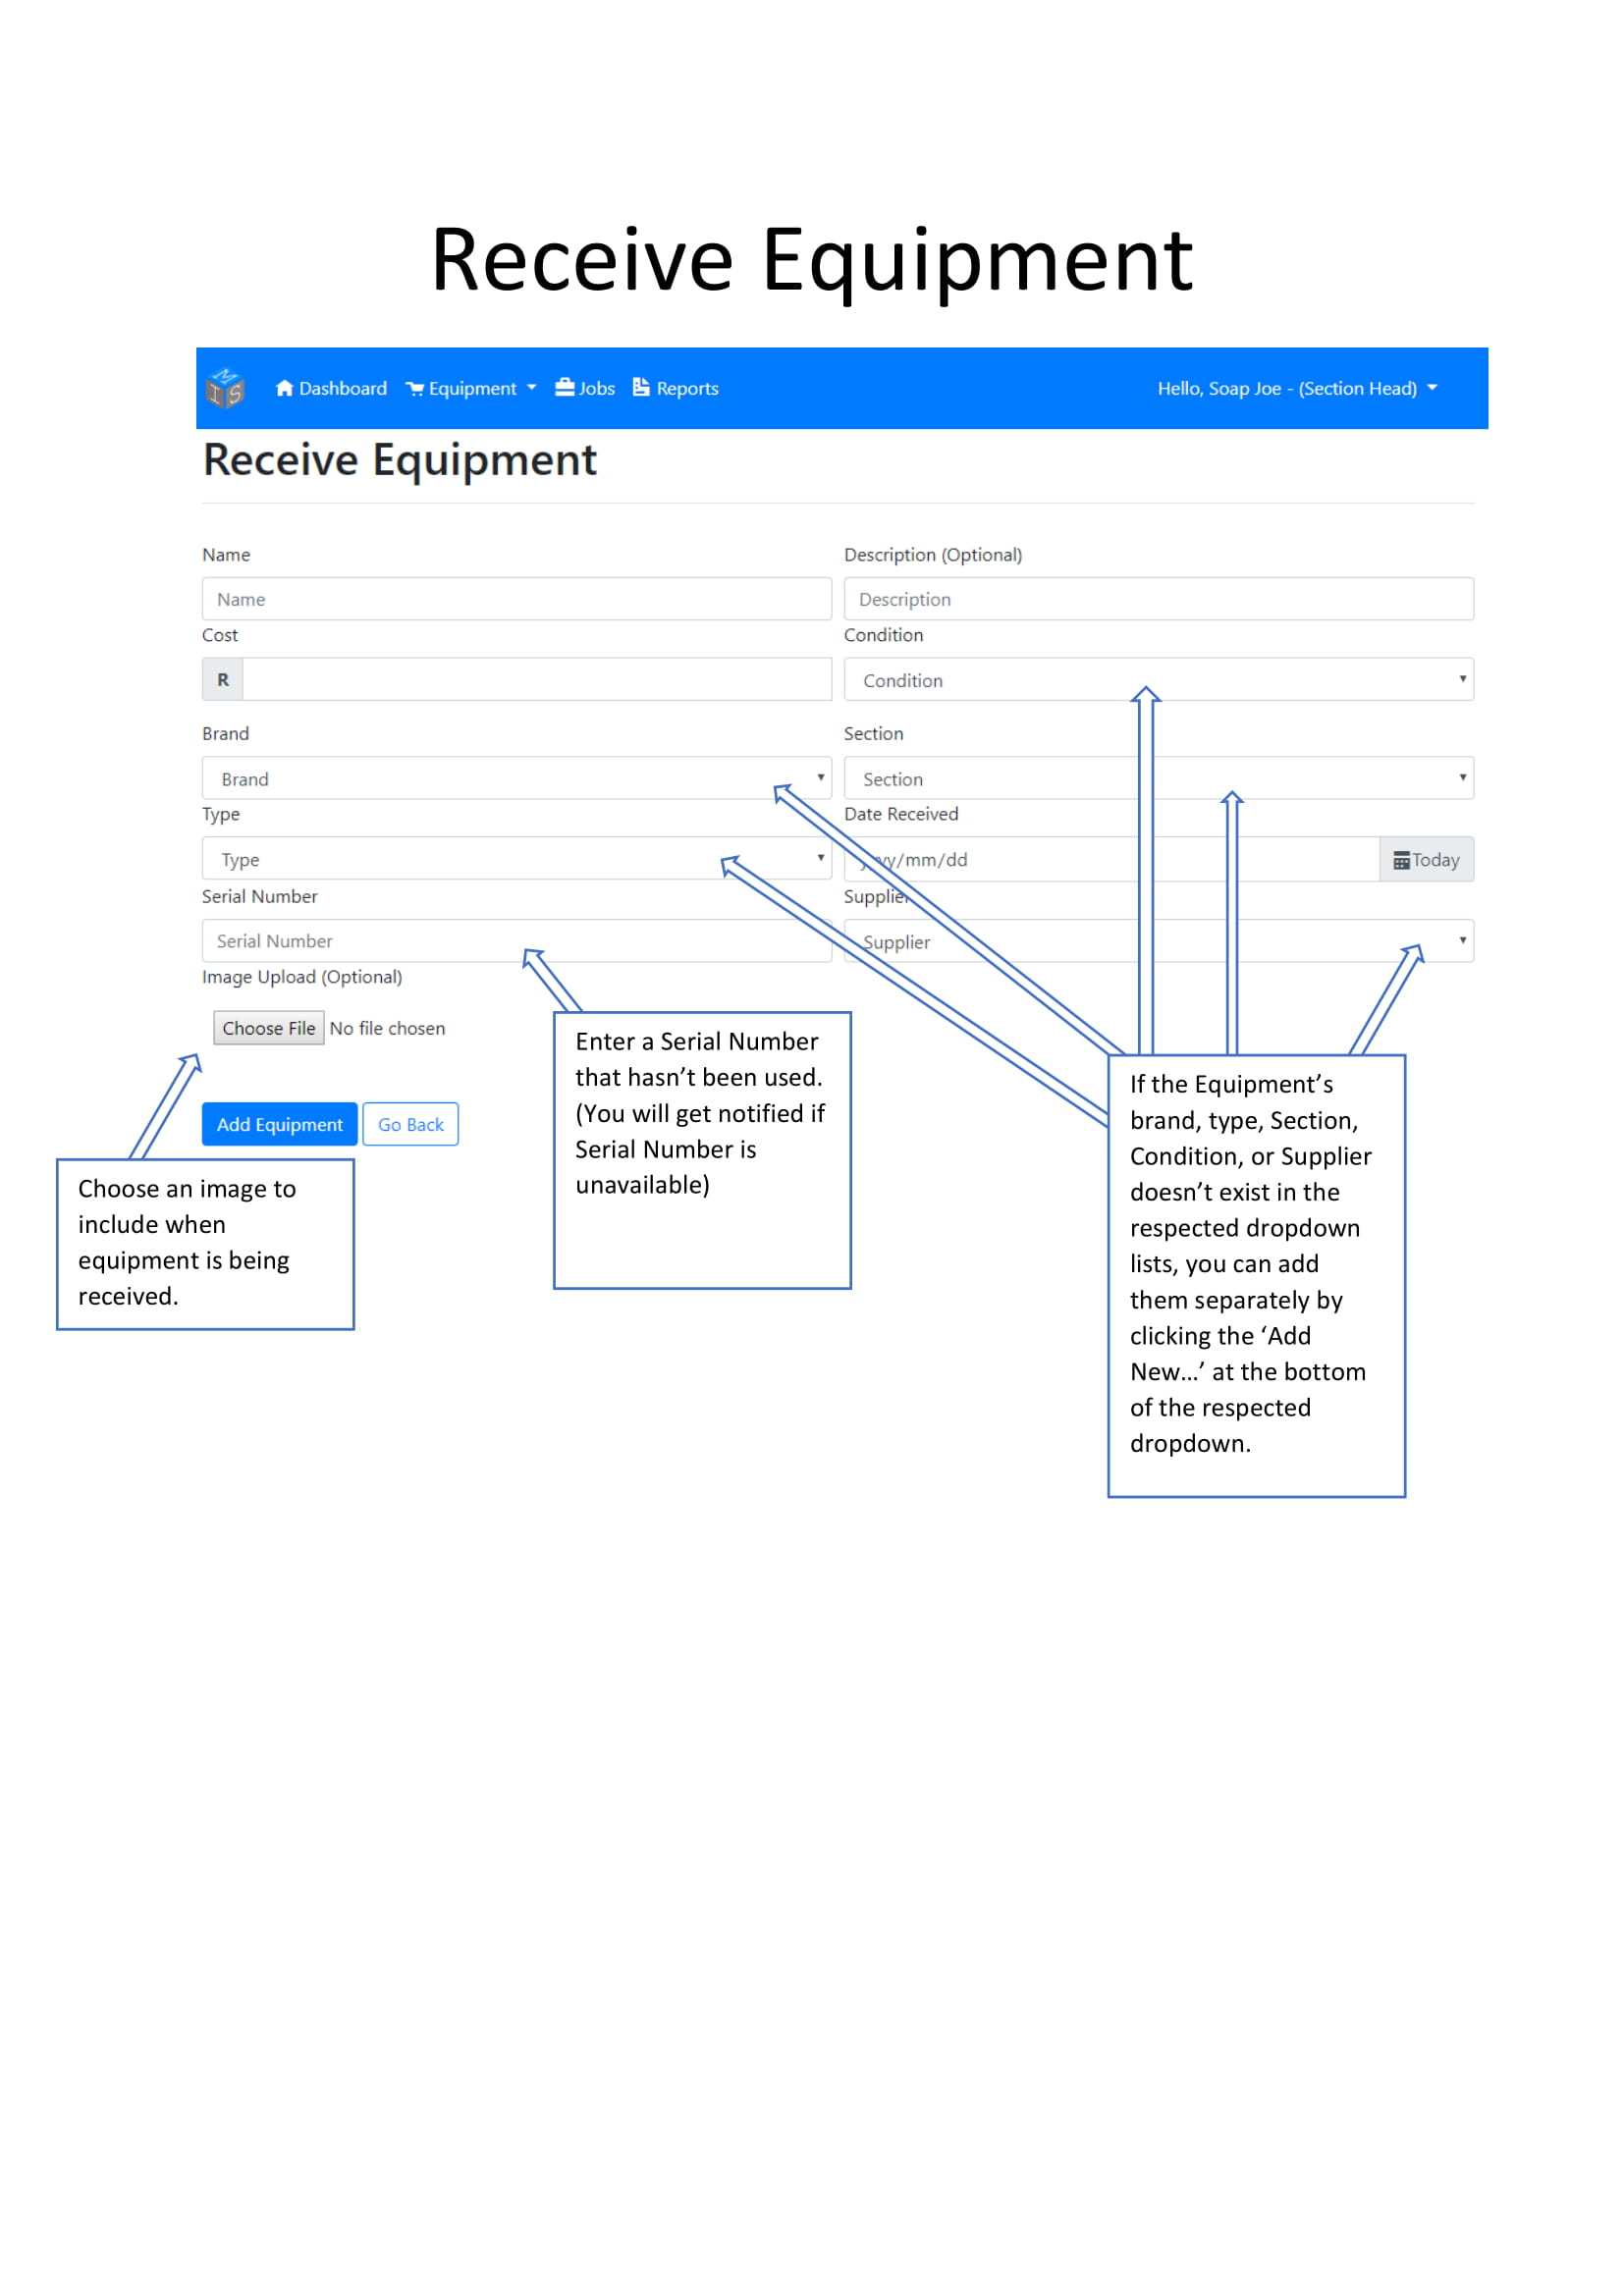 Receive Equipment
MIS
Dashboard Equipment Jobs Reports Hello, Soap Joe - (Section Head)
Receive Equipment
Name Description (Optional)
Name Description
Cost Condition
R Condition
Brand Section
Brand Section
Type Date Received
Type yyyy/mm/dd Today
Serial Number Supplier
Serial Number Supplier
Image Upload (Optional)
Choose File No file chosen
Add Equipment Go Back
Choose an image to
include when
equipment is being
received.
Enter a Serial Number
that hasn’t been used.
(You will get notified if
Serial Number is
unavailable)
If the Equipment’s
brand, type, Section,
Condition, or Supplier
doesn’t exist in the
respected dropdown
lists, you can add
them separately by
clicking the ‘Add
New…’ at the bottom
of the respected
dropdown.